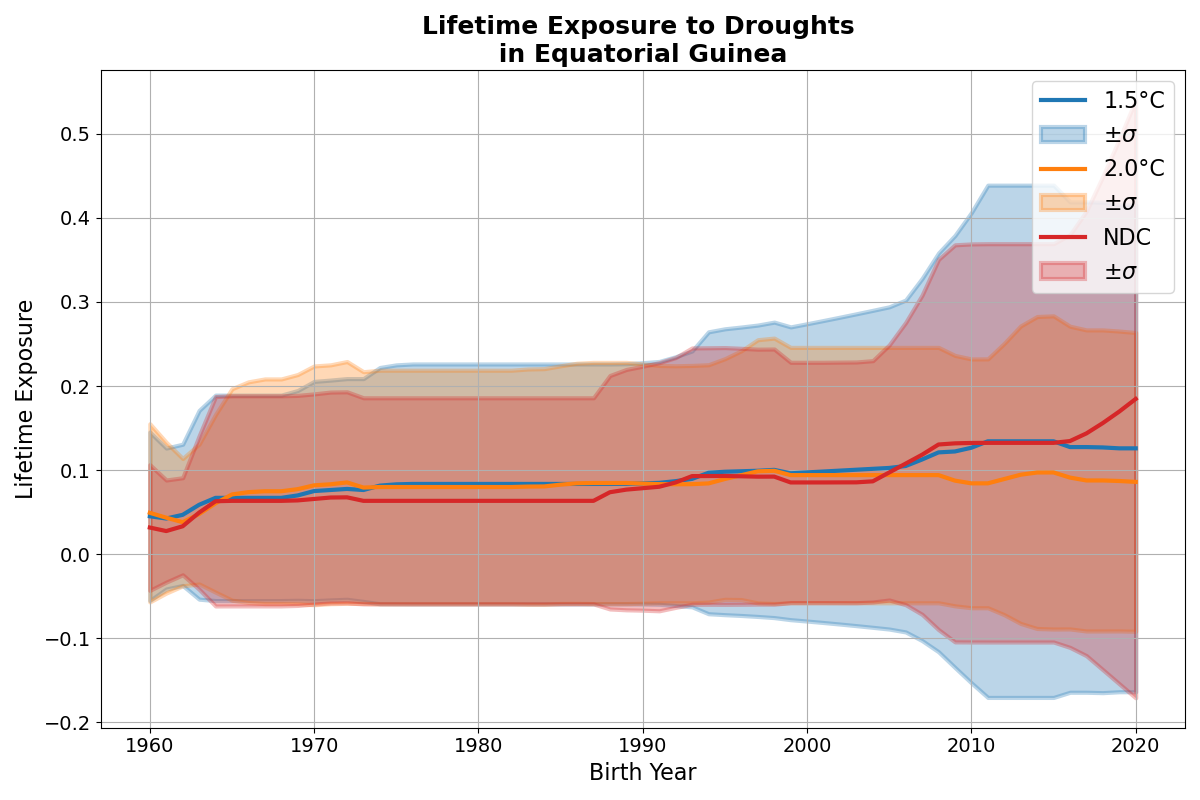 Lifetime Exposure to Droughts
in Equatorial Guinea
1.5°C
±σ
2.0°C
±σ
NDC
±σ
Lifetime Exposure
0.5
0.4
0.3
0.2
0.1
0.0
−0.1
−0.2
1960 1970 1980 1990 2000 2010 2020
Birth Year